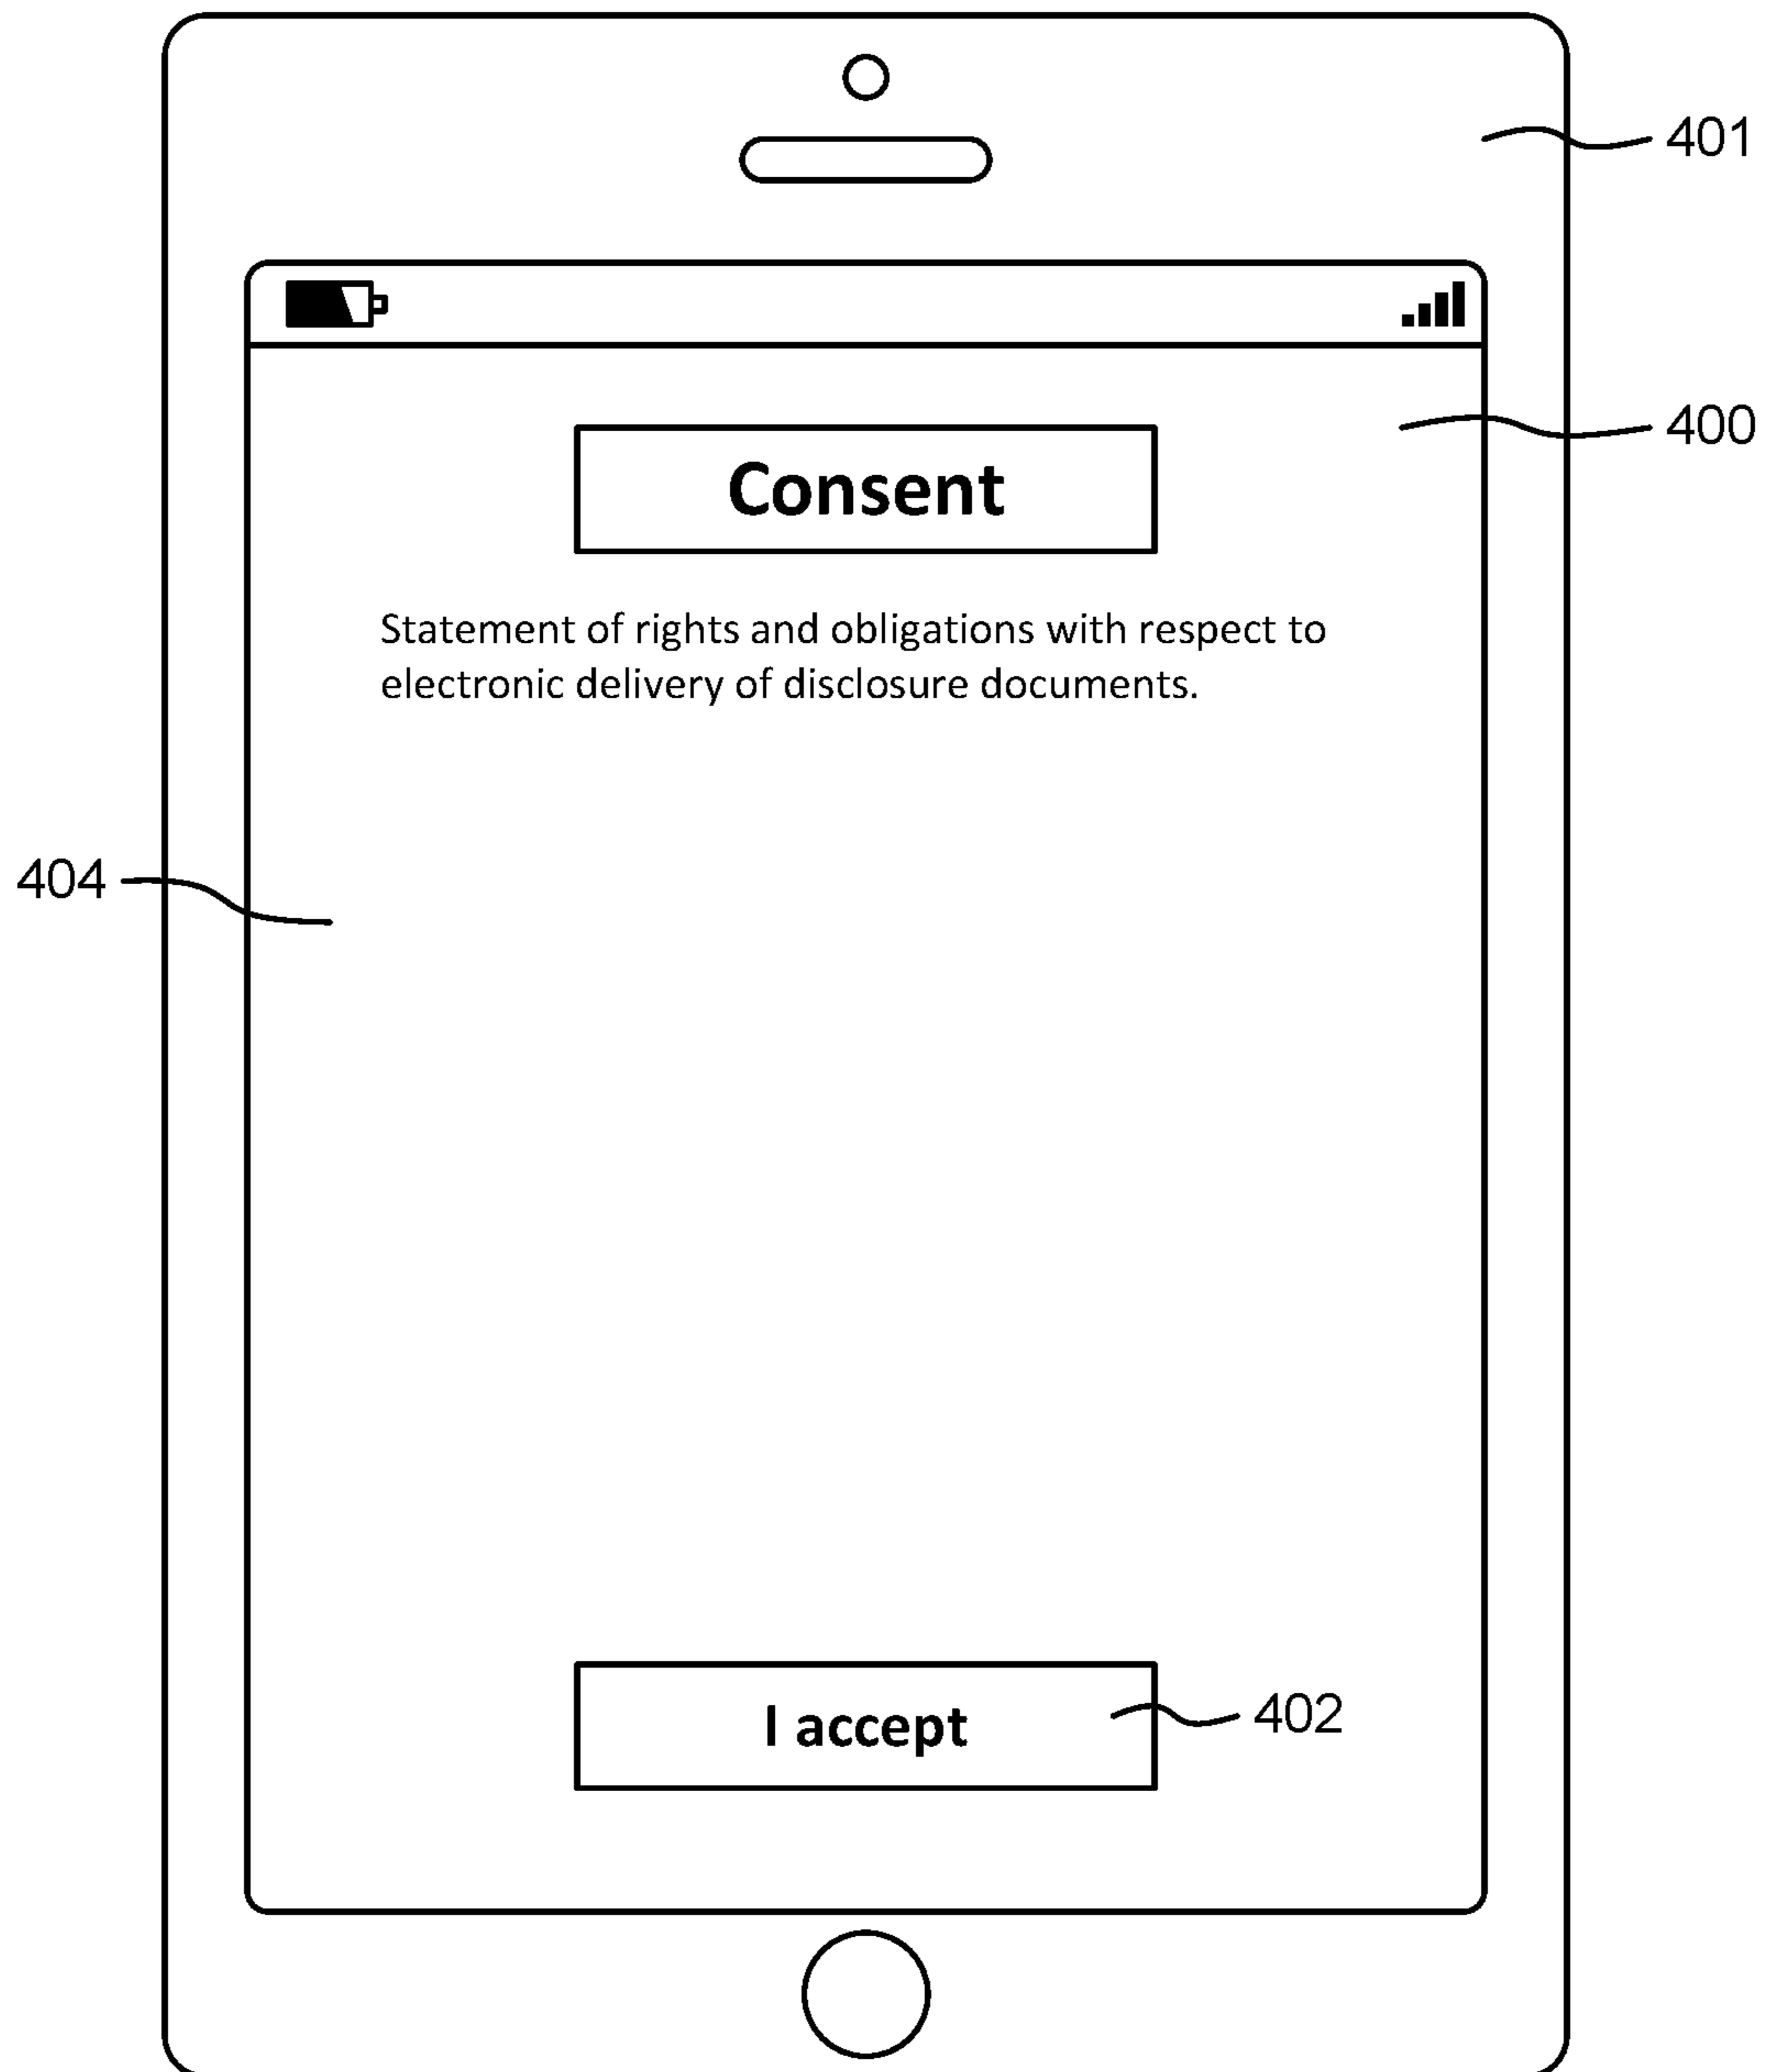 401
400
Consent
Statement of rights and obligations with respect to
electronic delivery of disclosure documents.
404
I accept
402